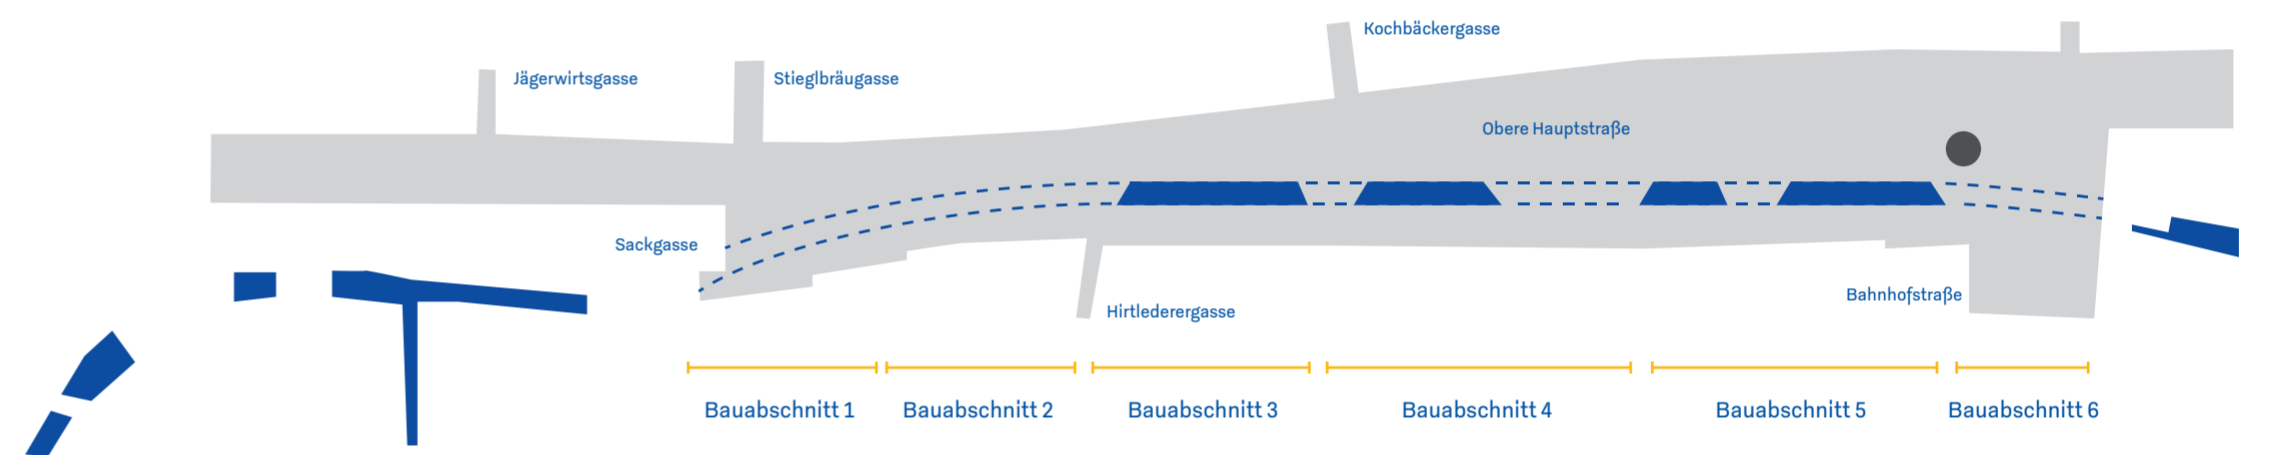 Kochbäckergasse
Jägerwirtsgasse
Stieglbräugasse
Obere Hauptstraße
Sackgasse
Bahnhofstraße
Hirtlederergasse
Bauabschnitt 1
Bauabschnitt 2
Bauabschnitt 3
Bauabschnitt 4
Bauabschnitt 5
Bauabschnitt 6